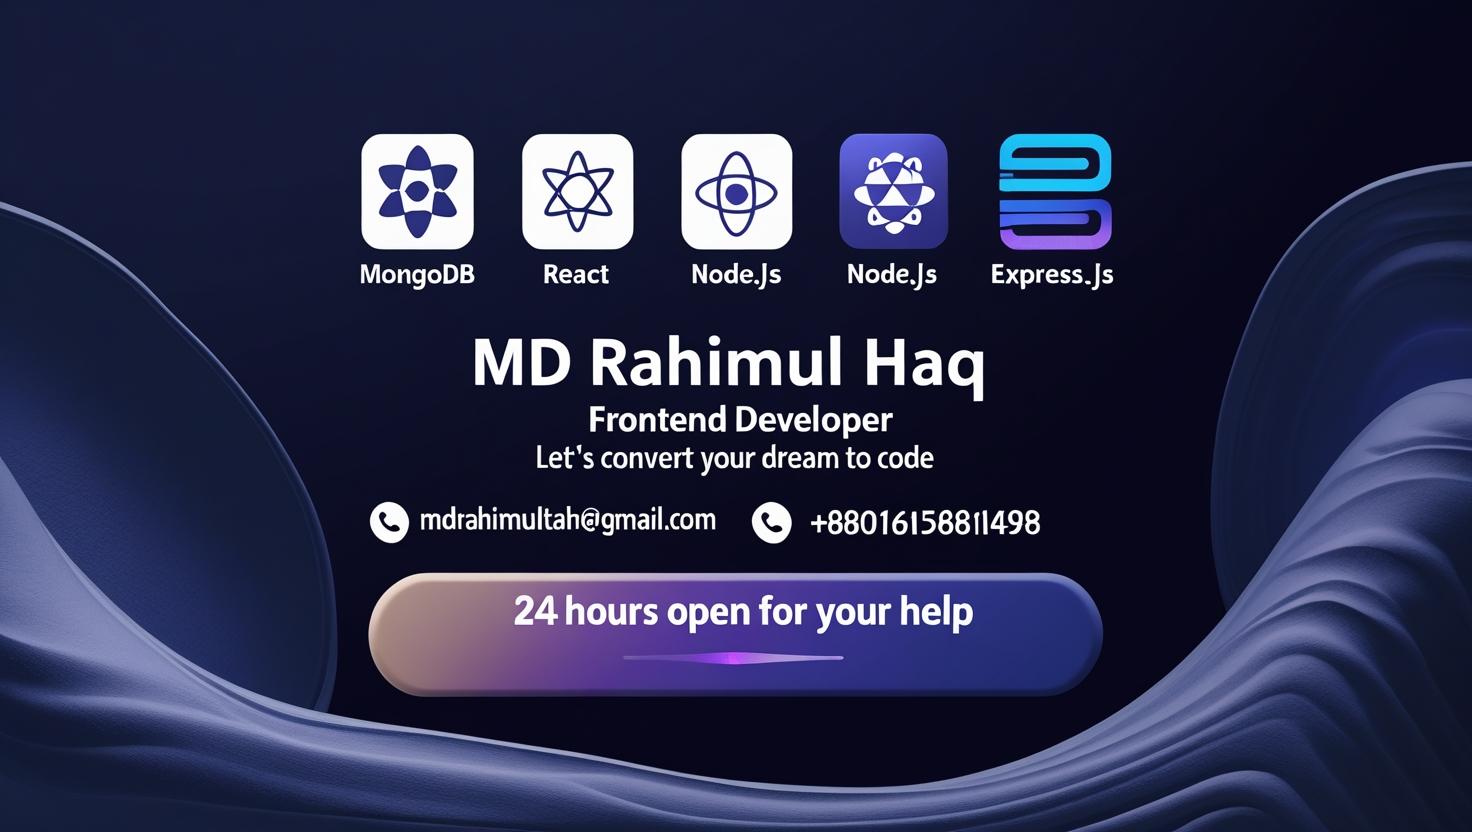 MongoDB React Node.Js Node.Js Express.Js
MD Rahimul Haq
Frontend Developer
Let's convert your dream to code
mdrahimultah@gmail.com +88016158811498
24 hours open for your help